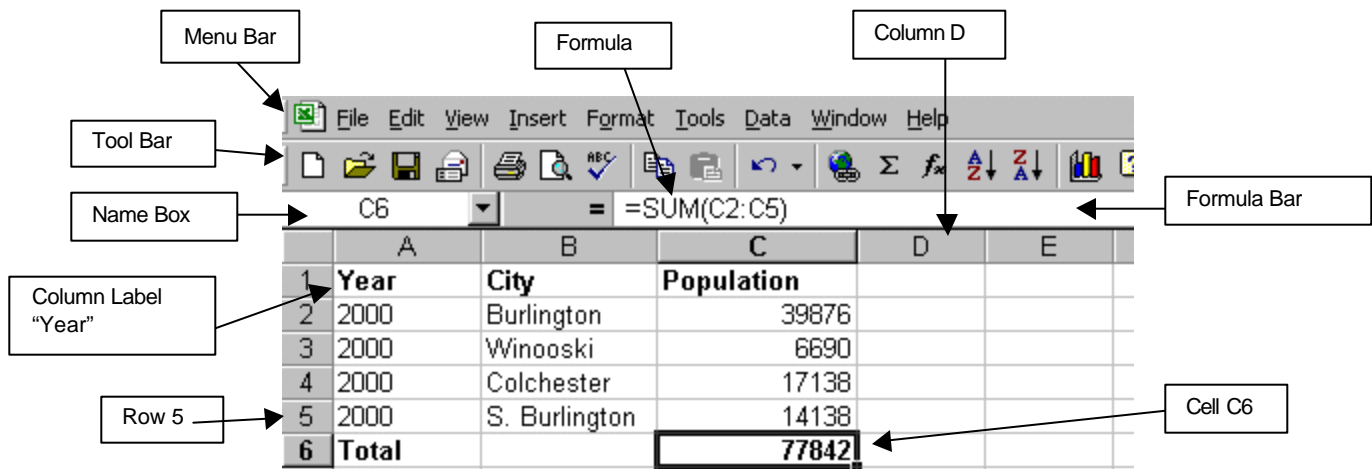 Menu Bar
Formula
Column D
File Edit View Insert Format Tools Data Window Help
Tool Bar
ABC
Σ fx A Z Z A ?
Name Box
C6 = =SUM(C2:C5)
Formula Bar
A B C D E
Column Label
“Year”
1 Year City Population
2 2000 Burlington 39876
3 2000 Winooski 6690
4 2000 Colchester 17138
Row 5
5 2000 S. Burlington 14138
Cell C6
6 Total 77842